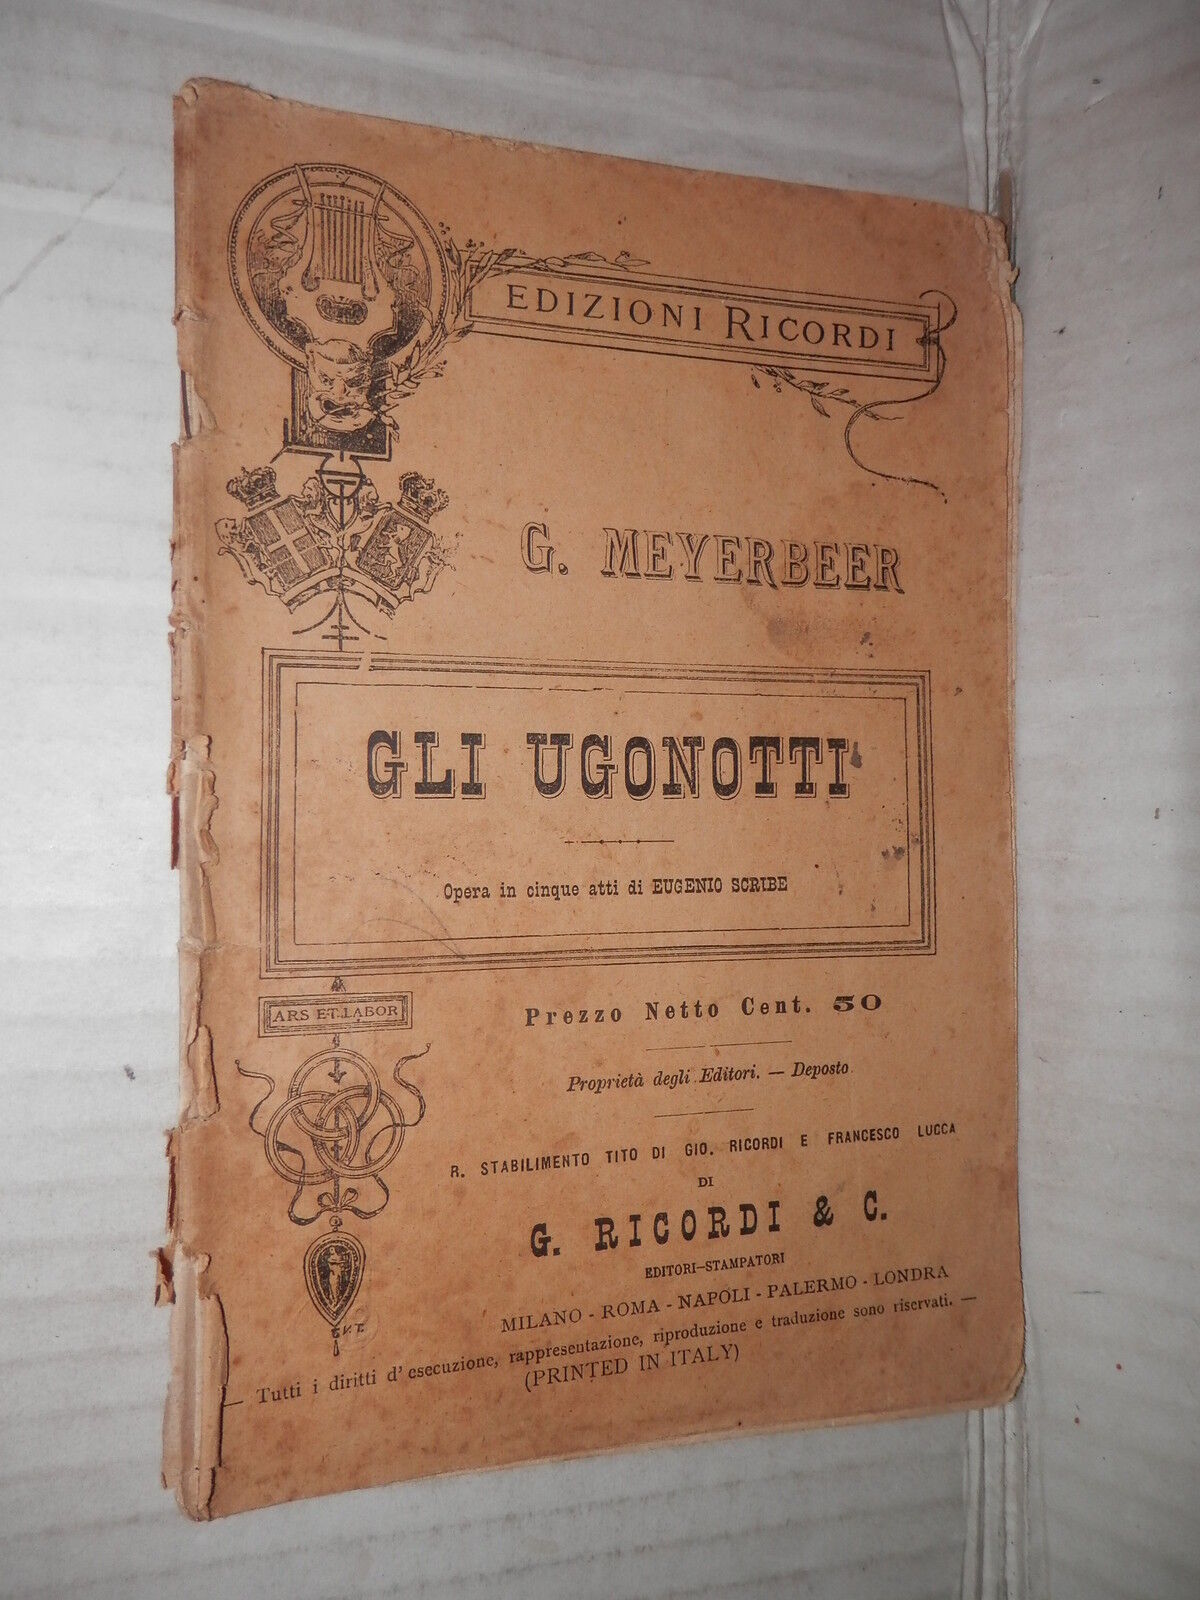 EDIZIONI RICORDI
G. MEYERBEER
GLI UGONOTTI
Opera in cinque atti di EUGENIO SCRIBE
ARS ET LABOR
Prezzo Netto Cent. 50
Proprietà degli Editori. — Deposto.
R. STABILIMENTO TITO DI GIO. RICORDI E FRANCESCO LUCCA
DI
G. RICORDI & C.
EDITORI-STAMPATORI
MILANO - ROMA - NAPOLI - PALERMO - LONDRA
— Tutti i diritti d'esecuzione, rappresentazione, riproduzione e traduzione sono riservati. —
(PRINTED IN ITALY)